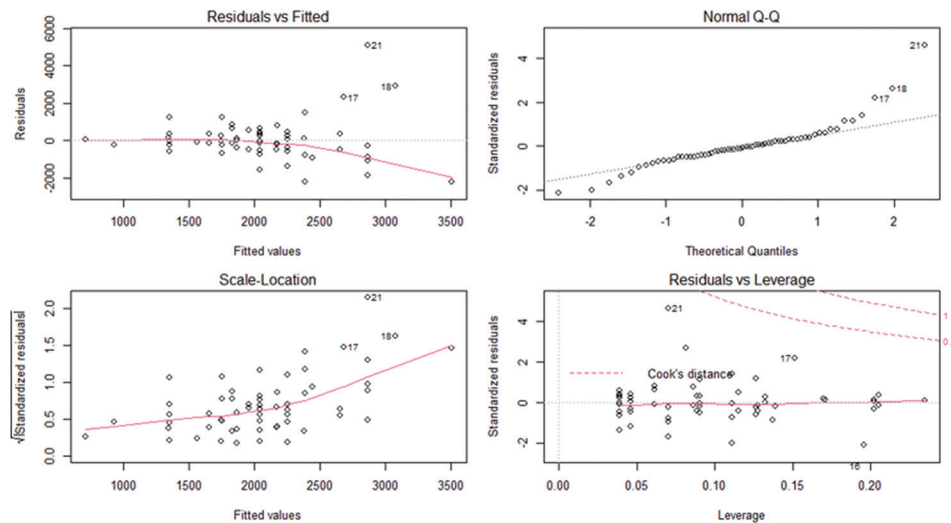 Residuals vs Fitted
Residuals
6000
4000
2000
0
-2000
21
18
17
1000 1500 2000 2500 3000 3500
Fitted values
Normal Q-Q
Standardized residuals
4
2
0
-2
21
18
17
-2 -1 0 1 2
Theoretical Quantiles
Scale-Location
√|Standardized residuals|
2.0
1.5
1.0
0.5
0.0
21
18
17
1000 1500 2000 2500 3000 3500
Fitted values
Residuals vs Leverage
Standardized residuals
4
2
0
-2
21
17
16
Cook's distance
1.
0.
0.00 0.05 0.10 0.15 0.20
Leverage